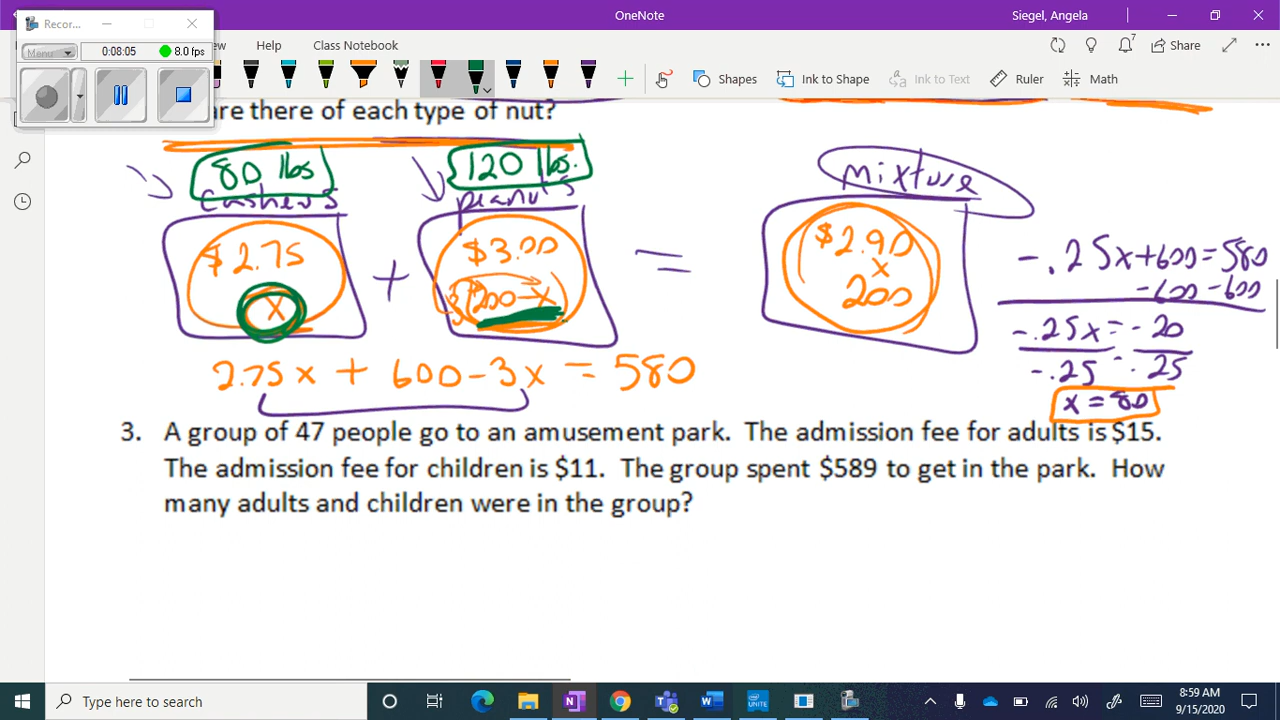 Recor...
OneNote
Siegel, Angela
Menu
0:08:05
8.0 fps
Help
Class Notebook
Share
Shapes
Ink to Shape
Ink to Text
Ruler
Math
are there of each type of nut?
80 lbs
120 lbs.
cashews
peanuts
mixture
$2.75
x
+
$3.00
200-x
=
$2.90
x
200
-.25x+600=580
-600 -600
-.25x = -20
-.25 -.25
x = 80
2.75x + 600-3x = 580
3. A group of 47 people go to an amusement park. The admission fee for adults is $15.
The admission fee for children is $11. The group spent $589 to get in the park. How
many adults and children were in the group?
Type here to search
8:59 AM
9/15/2020